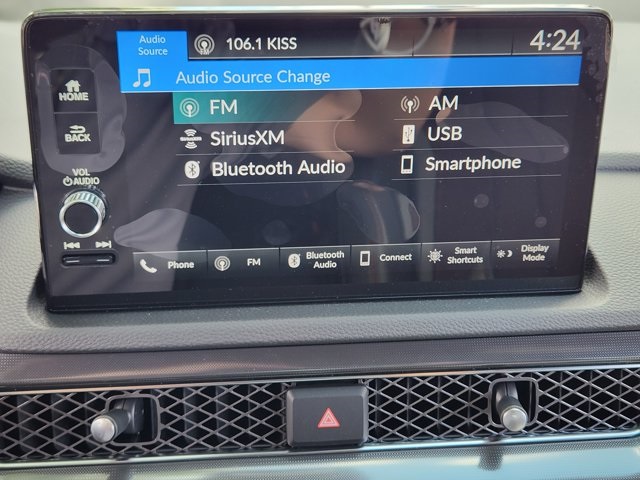 Audio Source
106.1 KISS
4:24
Audio Source Change
HOME
BACK
VOL
AUDIO
FM
AM
SiriusXM
USB
Bluetooth Audio
Smartphone
Phone
FM
Bluetooth Audio
Connect
Smart Shortcuts
Display Mode